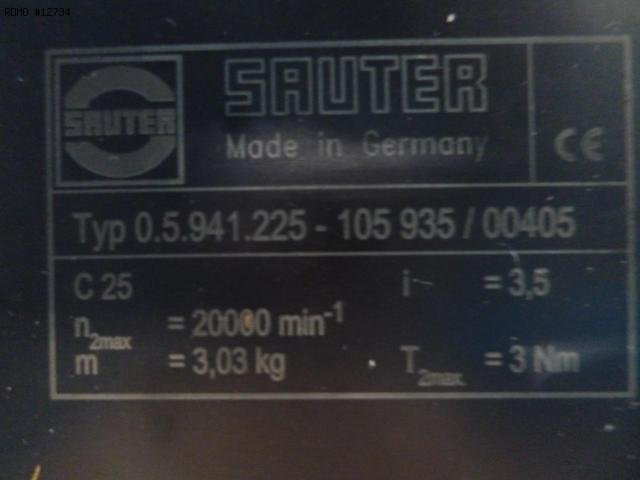 ROMO #12734
SAUTER
SAUTER
Made in Germany
CE
Typ 0.5.941.225 - 105 935 / 00405
C 25
i = 3,5
n2max = 20000 min-1
m = 3,03 kg
T2max. = 3 Nm